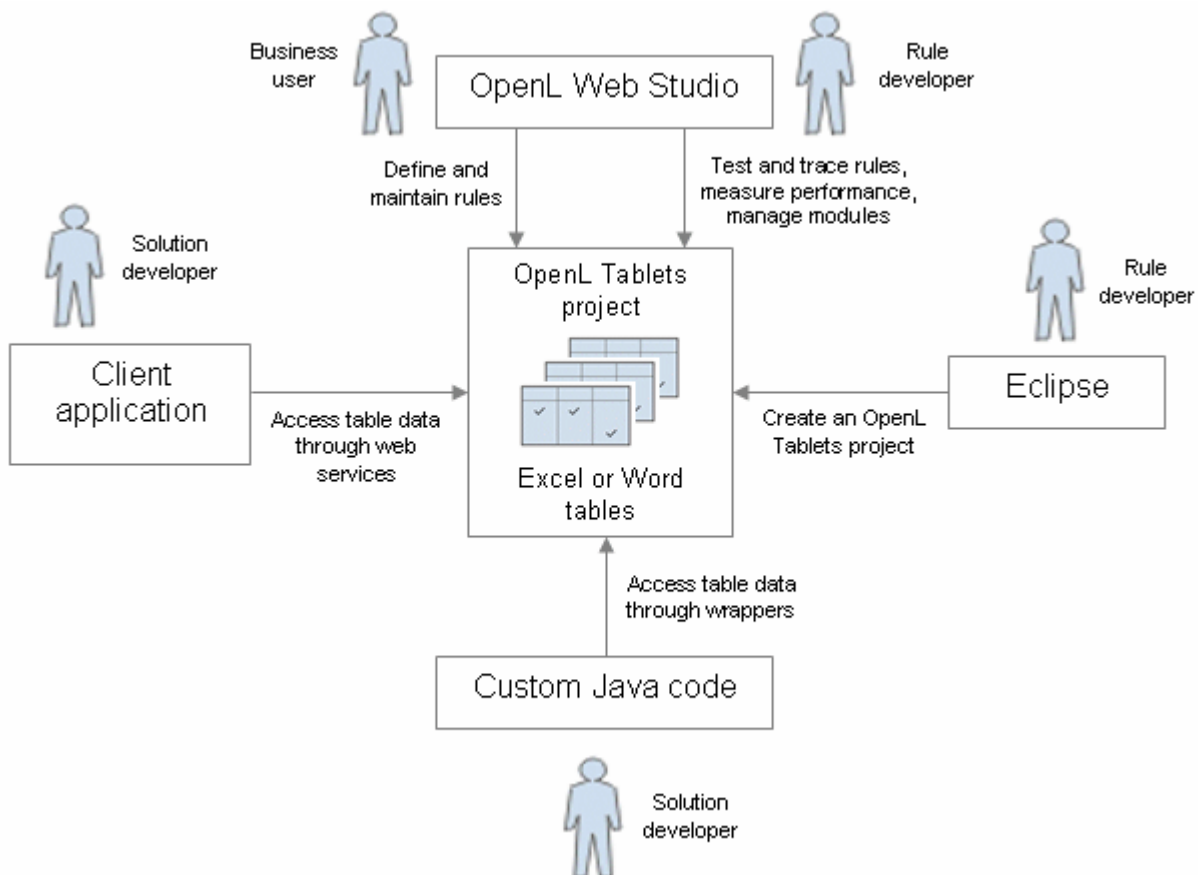 Business
user
OpenL Web Studio
Rule
developer
Define and
maintain rules
Test and trace rules,
measure performance,
manage modules
Solution
developer
OpenL Tablets
project
Rule
developer
Client
application
Eclipse
Access table data
through web
services
Create an OpenL
Tablets project
Excel or Word
tables
Access table data
through wrappers
Custom Java code
Solution
developer